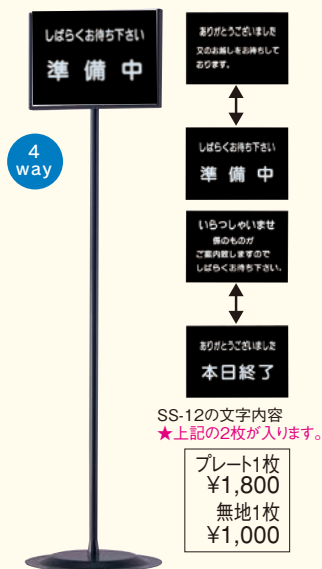 しばらくお待ち下さい
準備中
4
way
ありがとうございました
又のお越しをお待ちして
おります。
しばらくお待ち下さい
準備中
いらっしゃいませ
係のものが
ご案内致しますので
しばらくお待ち下さい。
ありがとうございました
本日終了
SS-12の文字内容
★上記の2枚が入ります。
プレート1枚
¥1,800
無地1枚
¥1,000